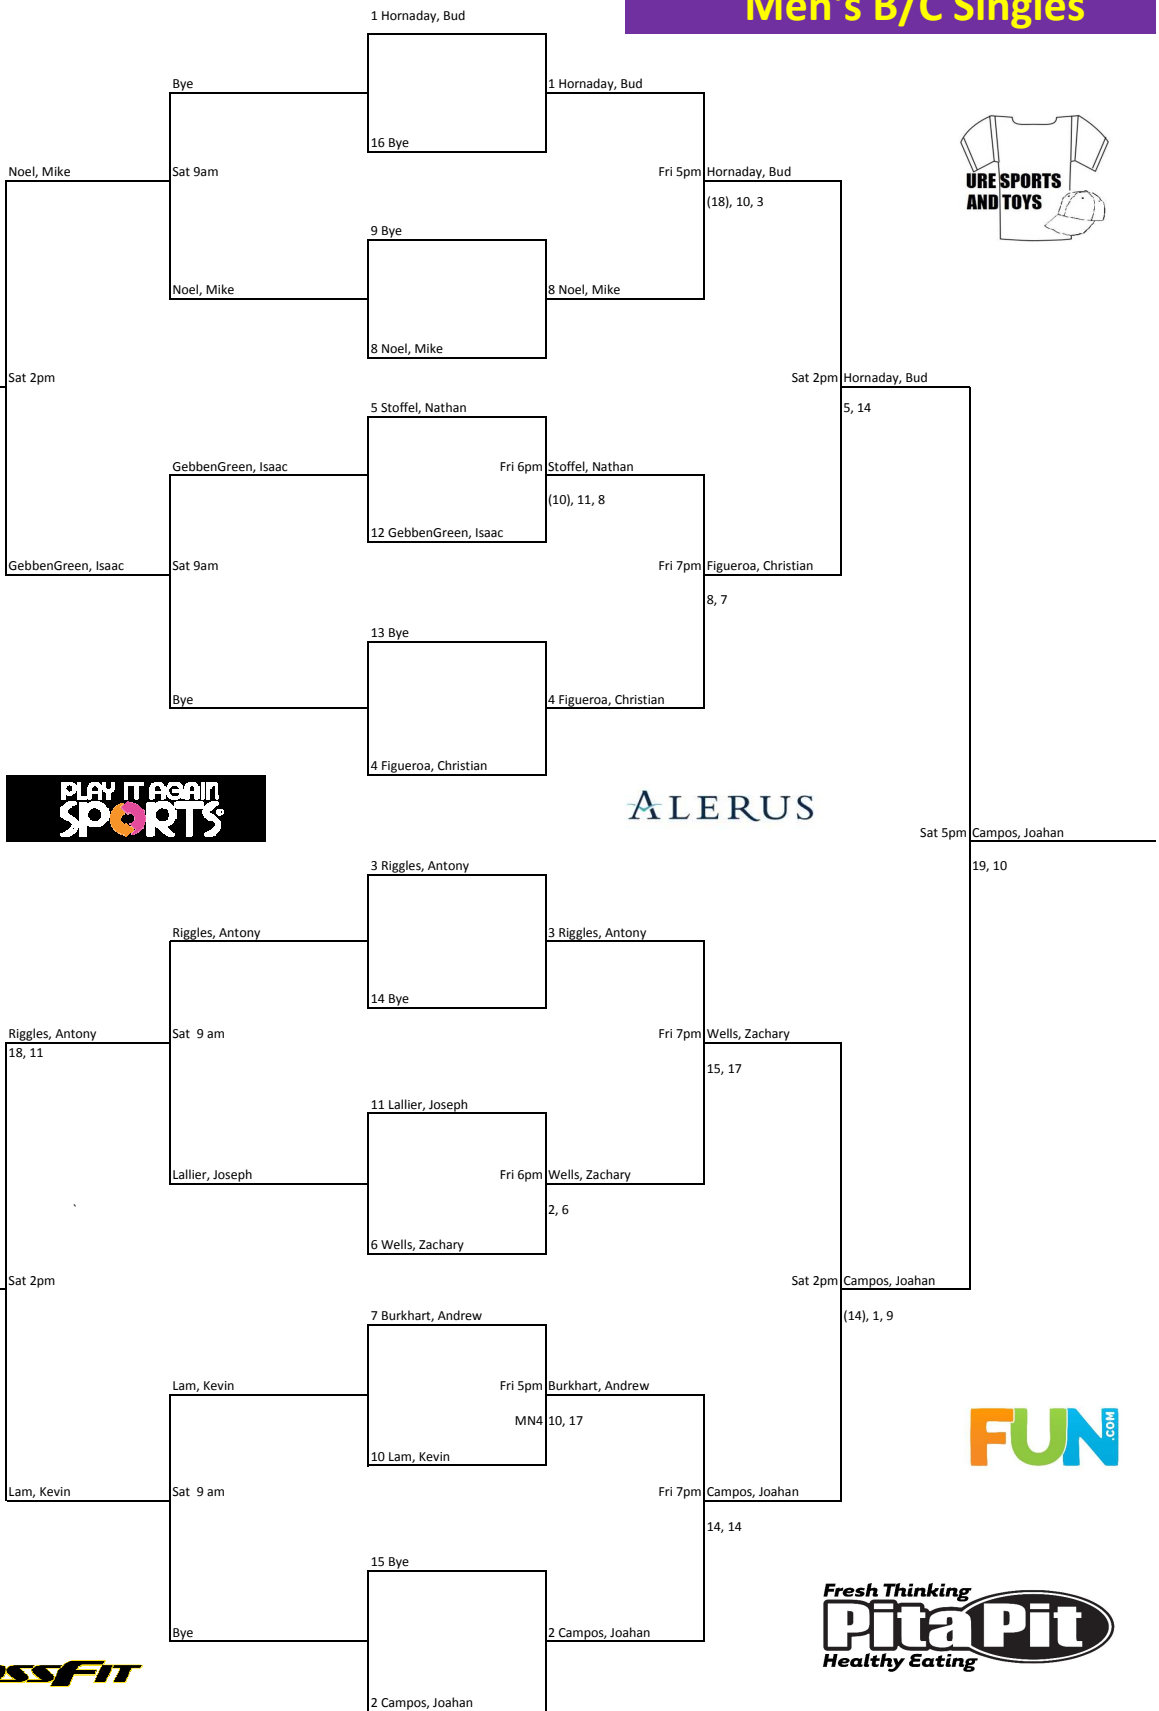 1 Hornaday, Bud
Men's B/C Singles
Bye
1 Hornaday, Bud
16 Bye
Noel, Mike
Sat 9am
Fri 5pm Hornaday, Bud
(18), 10, 3
URE SPORTS
AND TOYS
9 Bye
Noel, Mike
8 Noel, Mike
8 Noel, Mike
Sat 2pm
Sat 2pm Hornaday, Bud
5, 14
5 Stoffel, Nathan
GebbenGreen, Isaac
Fri 6pm Stoffel, Nathan
(10), 11, 8
12 GebbenGreen, Isaac
GebbenGreen, Isaac
Sat 9am
Fri 7pm Figueroa, Christian
8, 7
13 Bye
Bye
4 Figueroa, Christian
4 Figueroa, Christian
PLAY IT AGAIN
SPORTS
ALERUS
Sat 5pm Campos, Joahan
19, 10
3 Riggles, Antony
Riggles, Antony
3 Riggles, Antony
14 Bye
Riggles, Antony
18, 11
Sat 9 am
Fri 7pm Wells, Zachary
15, 17
11 Lallier, Joseph
Lallier, Joseph
Fri 6pm Wells, Zachary
2, 6
`
6 Wells, Zachary
Sat 2pm
Sat 2pm Campos, Joahan
(14), 1, 9
7 Burkhart, Andrew
Lam, Kevin
Fri 5pm Burkhart, Andrew
MN4 10, 17
10 Lam, Kevin
FUN.COM
Lam, Kevin
Sat 9 am
Fri 7pm Campos, Joahan
14, 14
15 Bye
Bye
2 Campos, Joahan
Fresh Thinking
Pita Pit
Healthy Eating
ossFit
2 Campos, Joahan